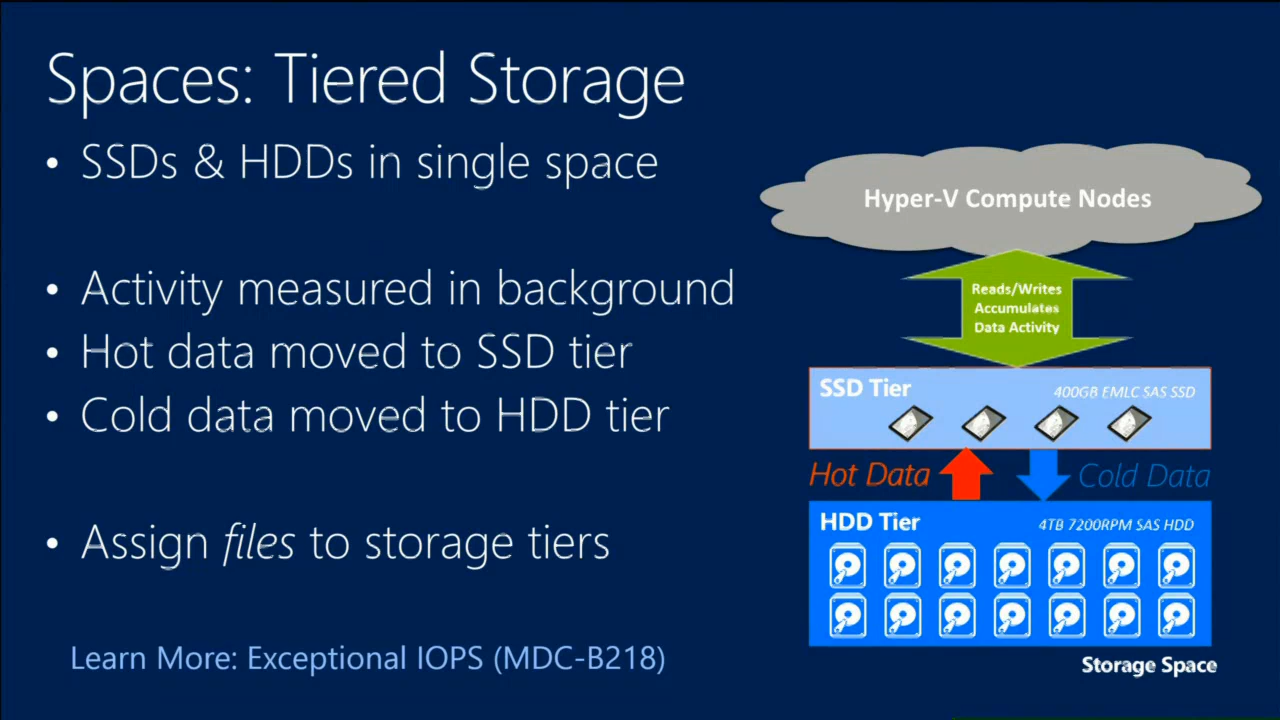 Spaces: Tiered Storage
• SSDs & HDDs in single space
• Activity measured in background
• Hot data moved to SSD tier
• Cold data moved to HDD tier
• Assign files to storage tiers
Learn More: Exceptional IOPS (MDC-B218)
Hyper-V Compute Nodes
Reads/Writes
Accumulates
Data Activity
SSD Tier
400GB EMLC SAS SSD
Hot Data
Cold Data
HDD Tier
4TB 7200RPM SAS HDD
Storage Space